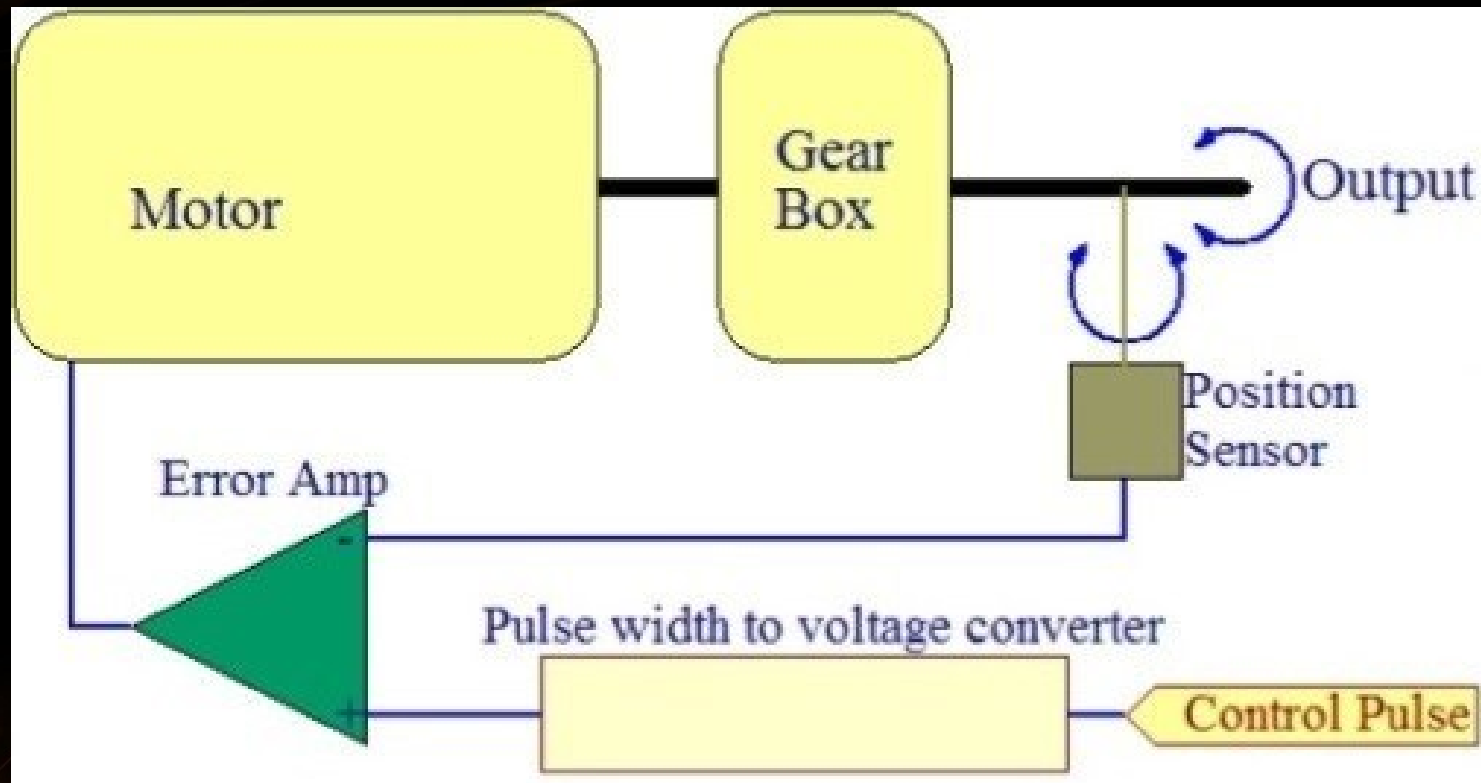 Motor
Gear
Box
Output
Position
Sensor
Error Amp
-
Pulse width to voltage converter
+
Control Pulse